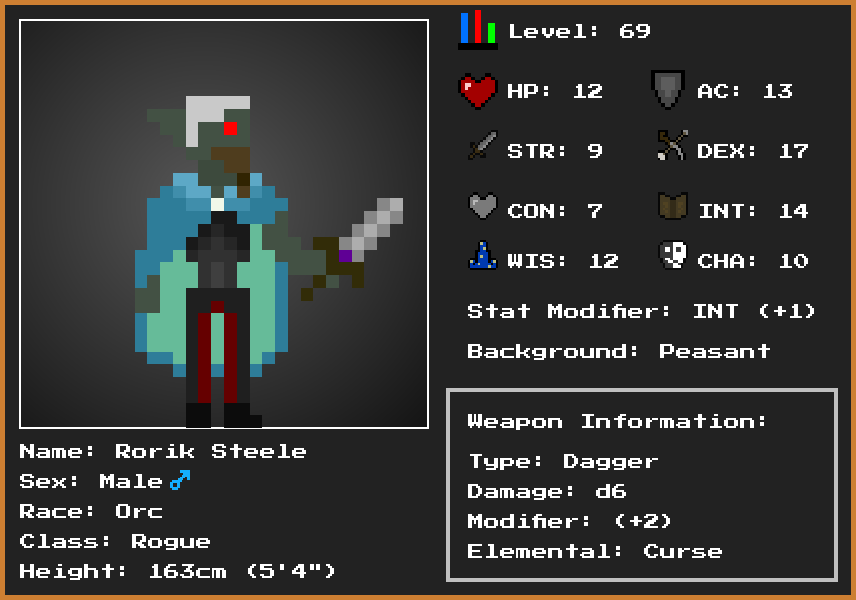 Level: 69
HP: 12 AC: 13
STR: 9 DEX: 17
CON: 7 INT: 14
WIS: 12 CHA: 10
Stat Modifier: INT (+1)
Background: Peasant
Weapon Information:
Type: Dagger
Damage: d6
Modifier: (+2)
Elemental: Curse
Name: Rorik Steele
Sex: Male ♂
Race: Orc
Class: Rogue
Height: 163cm (5'4")